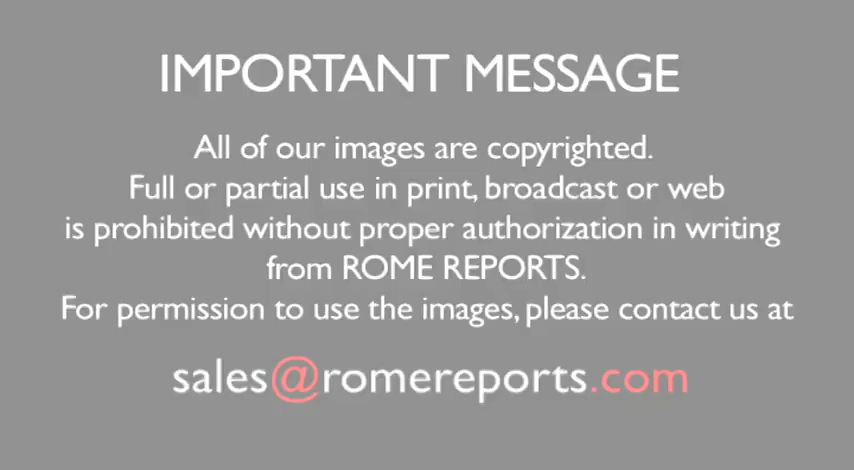 IMPORTANT MESSAGE
All of our images are copyrighted.
Full or partial use in print, broadcast or web
is prohibited without proper authorization in writing
from ROME REPORTS.
For permission to use the images, please contact us at
sales@romereports.com